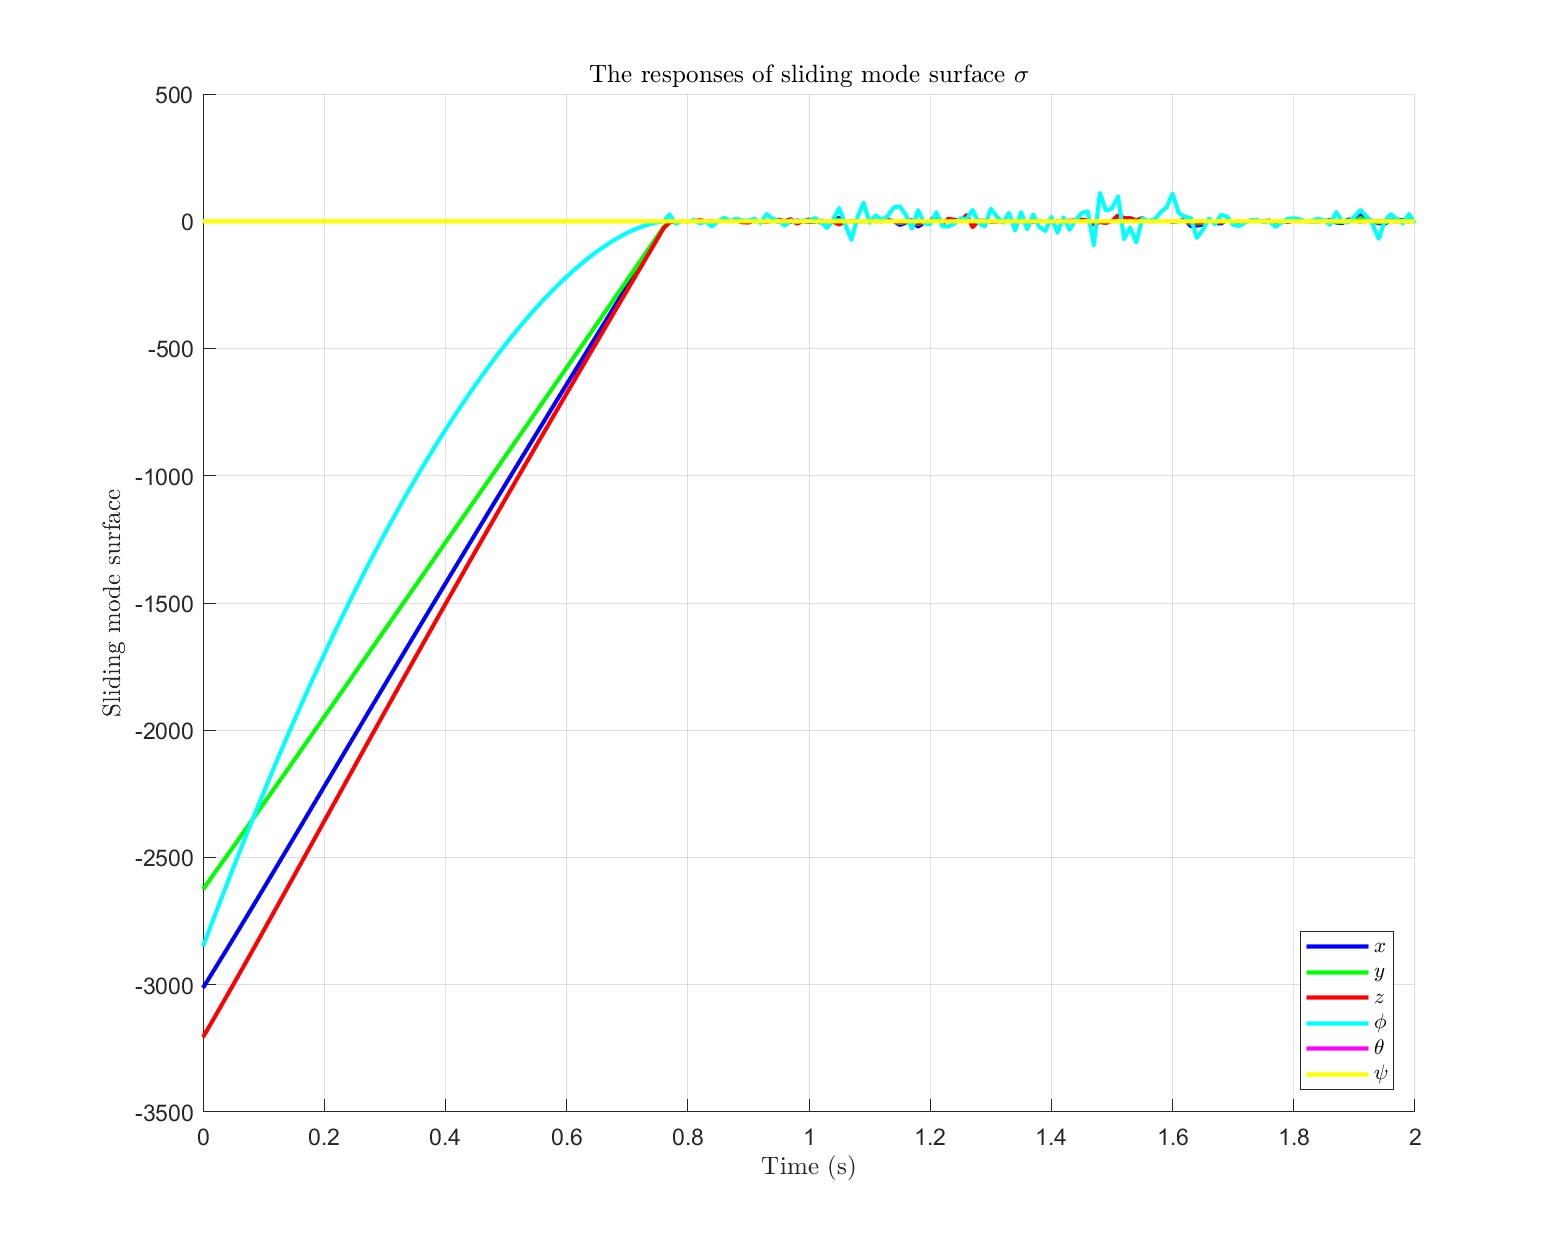 The responses of sliding mode surface σ
500
0
-500
-1000
-1500
-2000
-2500
-3000
-3500
Sliding mode surface
0 0.2 0.4 0.6 0.8 1 1.2 1.4 1.6 1.8 2
Time (s)
x
y
z
ϕ
θ
ψ